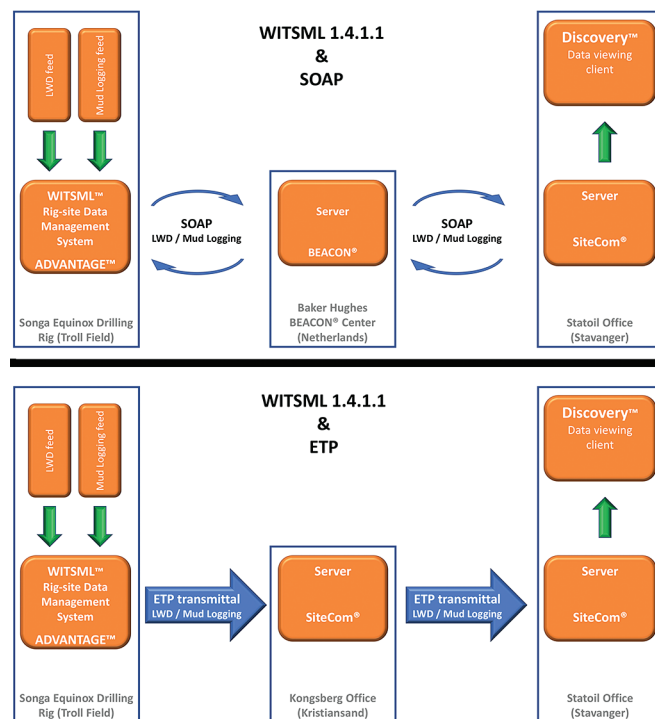 WITSML 1.4.1.1
&
SOAP
LWD feed
Mud Logging feed
WITSML™
Rig-site Data
Management
System
ADVANTAGE™
Songa Equinox Drilling
Rig (Troll Field)
SOAP
LWD / Mud Logging
Server
BEACON®
Baker Hughes
BEACON® Center
(Netherlands)
SOAP
LWD / Mud Logging
Discovery™
Data viewing
client
Server
SiteCom®
Statoil Office
(Stavanger)
WITSML 1.4.1.1
&
ETP
LWD feed
Mud Logging feed
WITSML™
Rig-site Data
Management
System
ADVANTAGE™
Songa Equinox Drilling
Rig (Troll Field)
ETP transmittal
LWD / Mud Logging
Server
SiteCom®
Kongsberg Office
(Kristiansand)
ETP transmittal
LWD / Mud Logging
Discovery™
Data viewing
client
Server
SiteCom®
Statoil Office
(Stavanger)